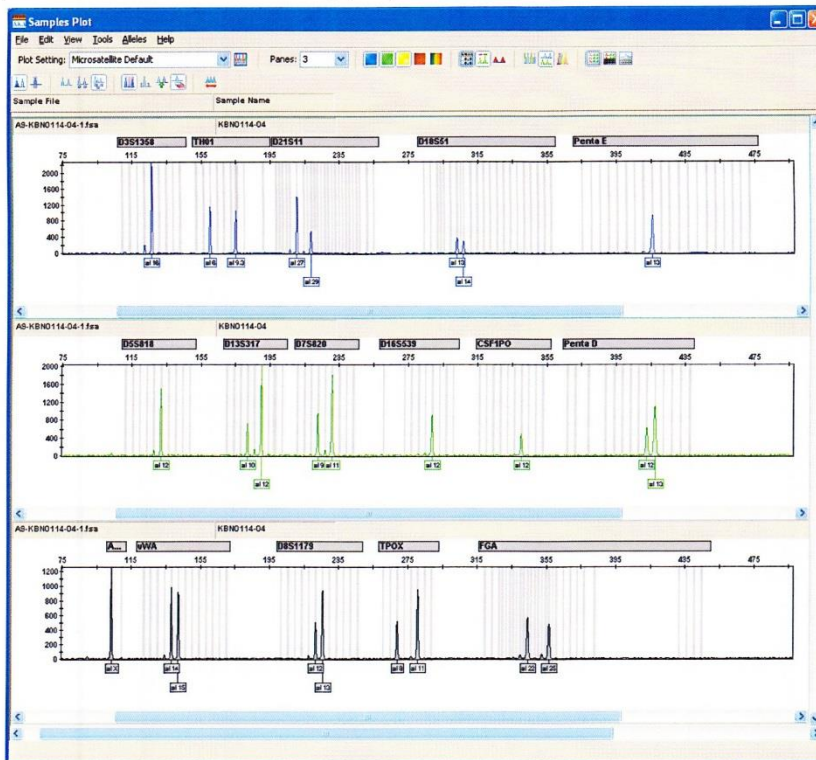 Samples Plot
File Edit View Tools Alleles Help
Plot Setting: Microsatellite Default Panes: 3
Sample File Sample Name
A9-KBN0114-04-1.fsa KBN0114-04
D3S1358 TH01 D21S11 D18S51 Penta E
75 115 155 195 235 275 315 355 395 435 475
2000
1600
1200
800
400
0
al 16 al 6 al 9.3 al 27 al 13 al 13
al 29 al 14
A9-KBN0114-04-1.fsa KBN0114-04
D5S818 D13S317 D7S820 D16S539 CSF1PO Penta D
75 115 155 195 235 275 315 355 395 435 475
2000
1600
1200
800
400
0
al 12 al 10 al 9 al 11 al 12 al 12 al 12
al 12 al 13
A9-KBN0114-04-1.fsa KBN0114-04
A... vWA D8S1179 TPOX FGA
75 115 155 195 235 275 315 355 395 435 475
1200
1000
800
600
400
200
0
al X al 14 al 12 al 8 al 11 al 22 al 25
al 15 al 13